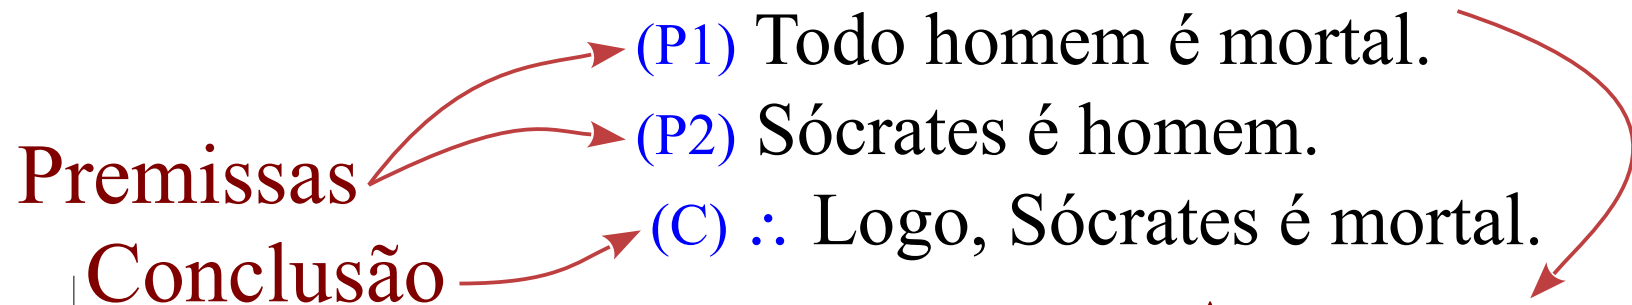 (P1) Todo homem é mortal.
(P2) Sócrates é homem.
Premissas
(C) ∴ Logo, Sócrates é mortal.
Conclusão